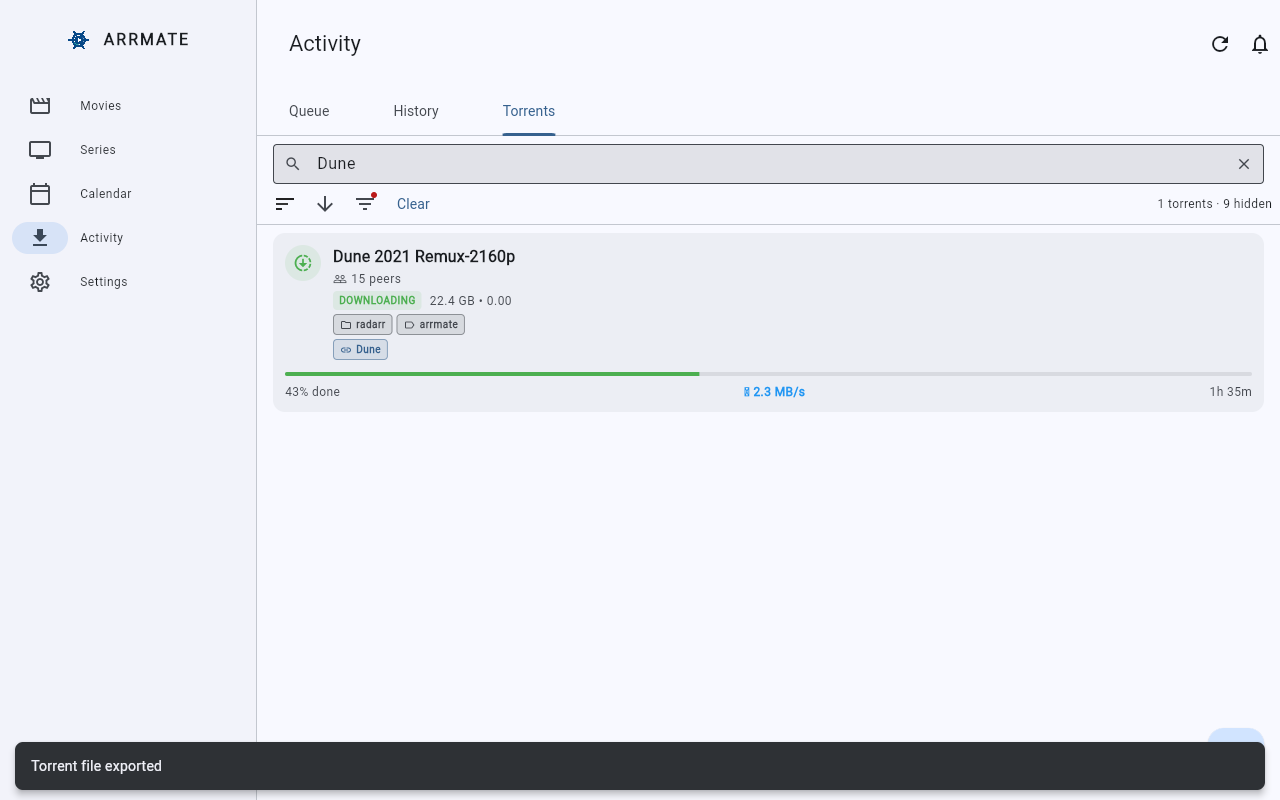 ARRMATE
Activity
Movies
Series
Calendar
Activity
Settings
Queue
History
Torrents
Dune
Clear
1 torrents · 9 hidden
Dune 2021 Remux-2160p
15 peers
DOWNLOADING 22.4 GB • 0.00
radarr arrmate
Dune
43% done
2.3 MB/s
1h 35m
Torrent file exported